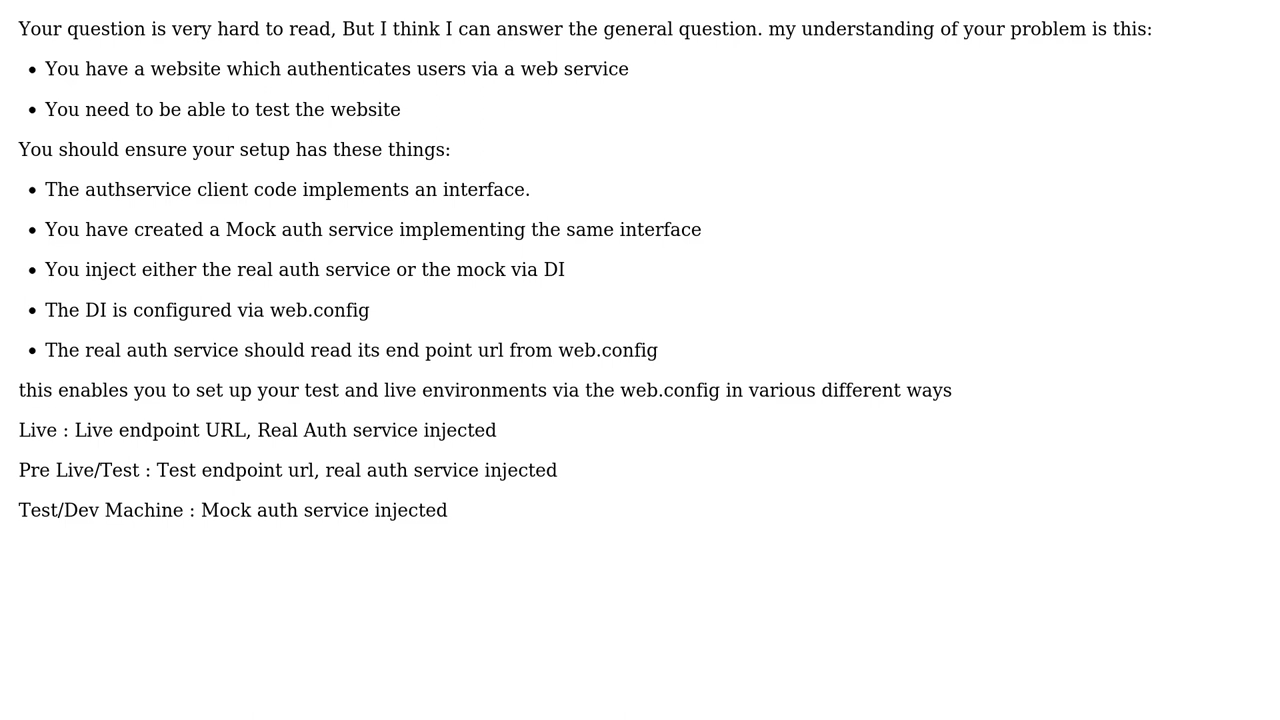 Your question is very hard to read, But I think I can answer the general question. my understanding of your problem is this:
• You have a website which authenticates users via a web service
• You need to be able to test the website
You should ensure your setup has these things:
• The authservice client code implements an interface.
• You have created a Mock auth service implementing the same interface
• You inject either the real auth service or the mock via DI
• The DI is configured via web.config
• The real auth service should read its end point url from web.config
this enables you to set up your test and live environments via the web.config in various different ways
Live : Live endpoint URL, Real Auth service injected
Pre Live/Test : Test endpoint url, real auth service injected
Test/Dev Machine : Mock auth service injected